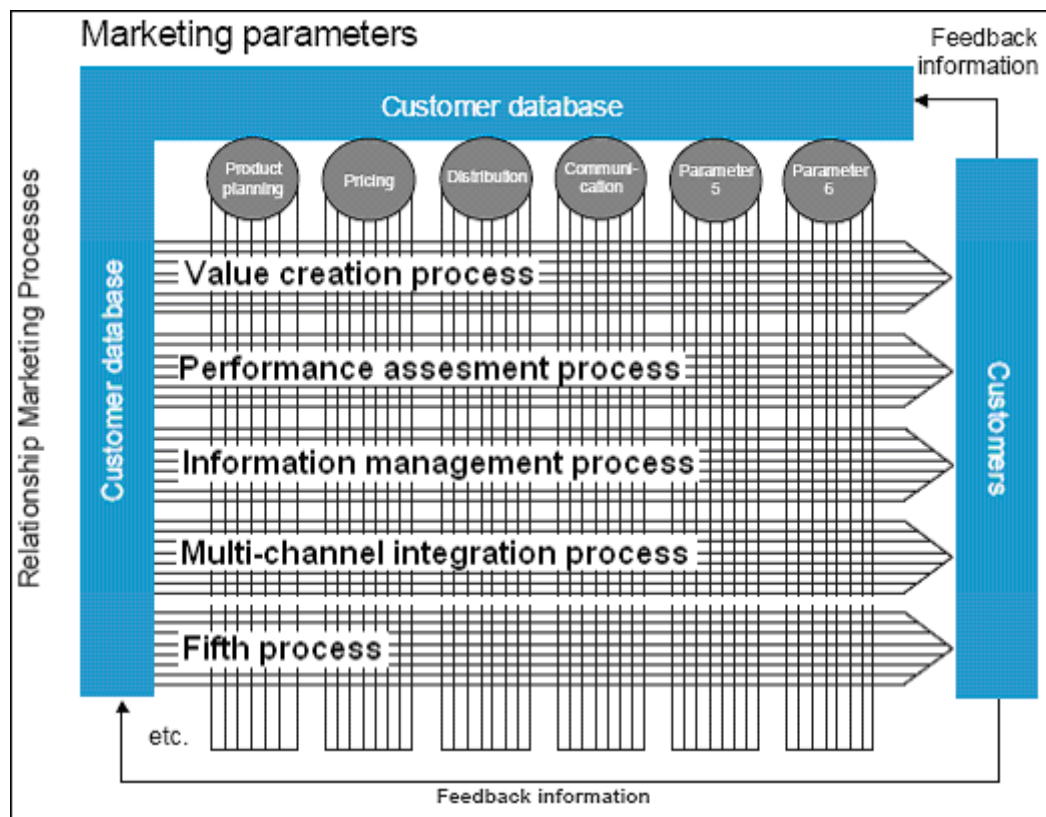 Marketing parameters
Feedback
information
Customer database
Product
planning
Pricing
Distribution
Communi-
cation
Parameter
5
Parameter
6
Relationship Marketing Processes
Customer database
Value creation process
Performance assesment process
Information management process
Multi-channel integration process
Fifth process
Customers
etc.
Feedback information